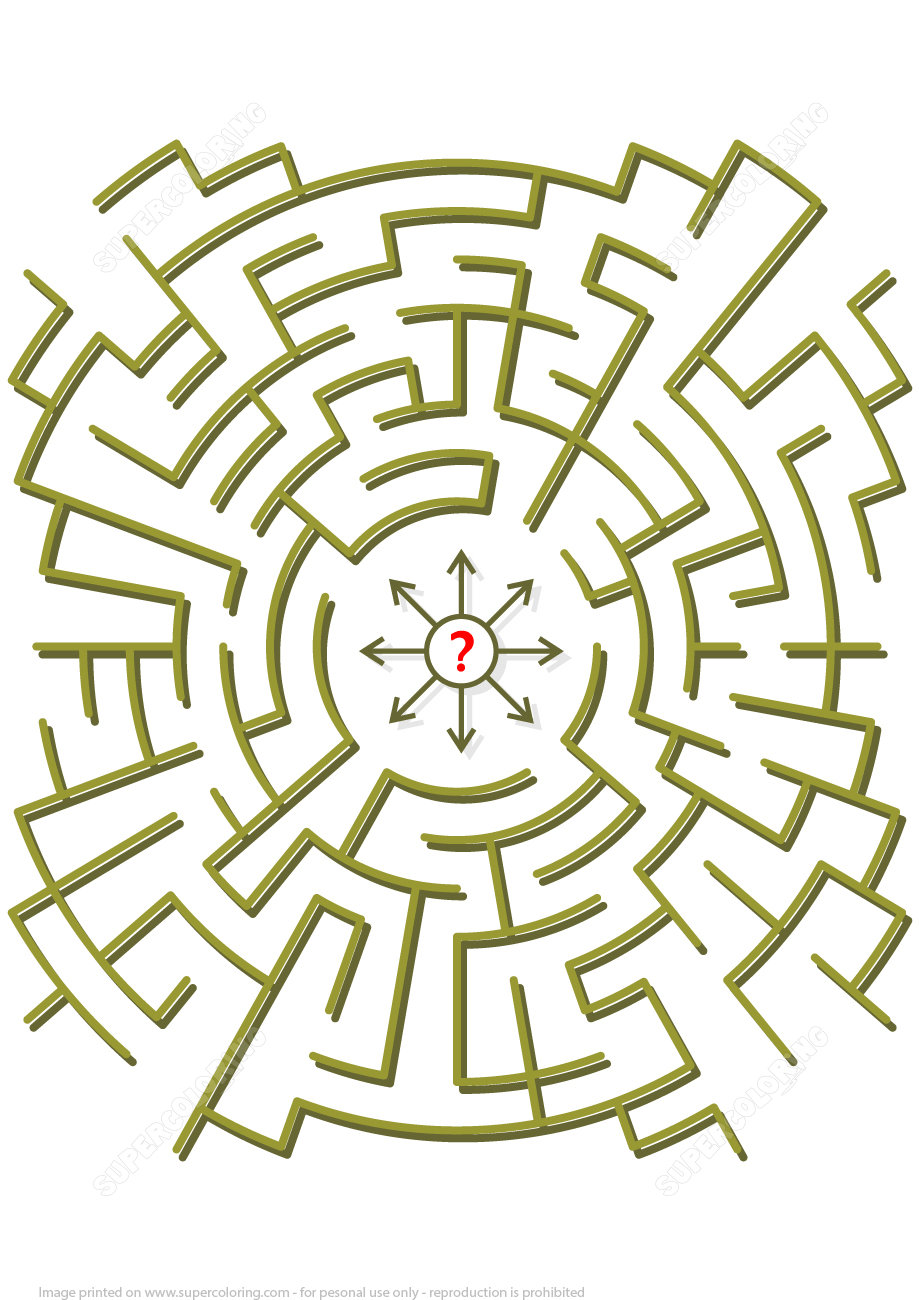 SUPERCOLORING
SUPERCOLORING
?
SUPERCOLORING
SUPERCOLORING
Image printed on www.supercoloring.com - for pesonal use only - reproduction is prohibited